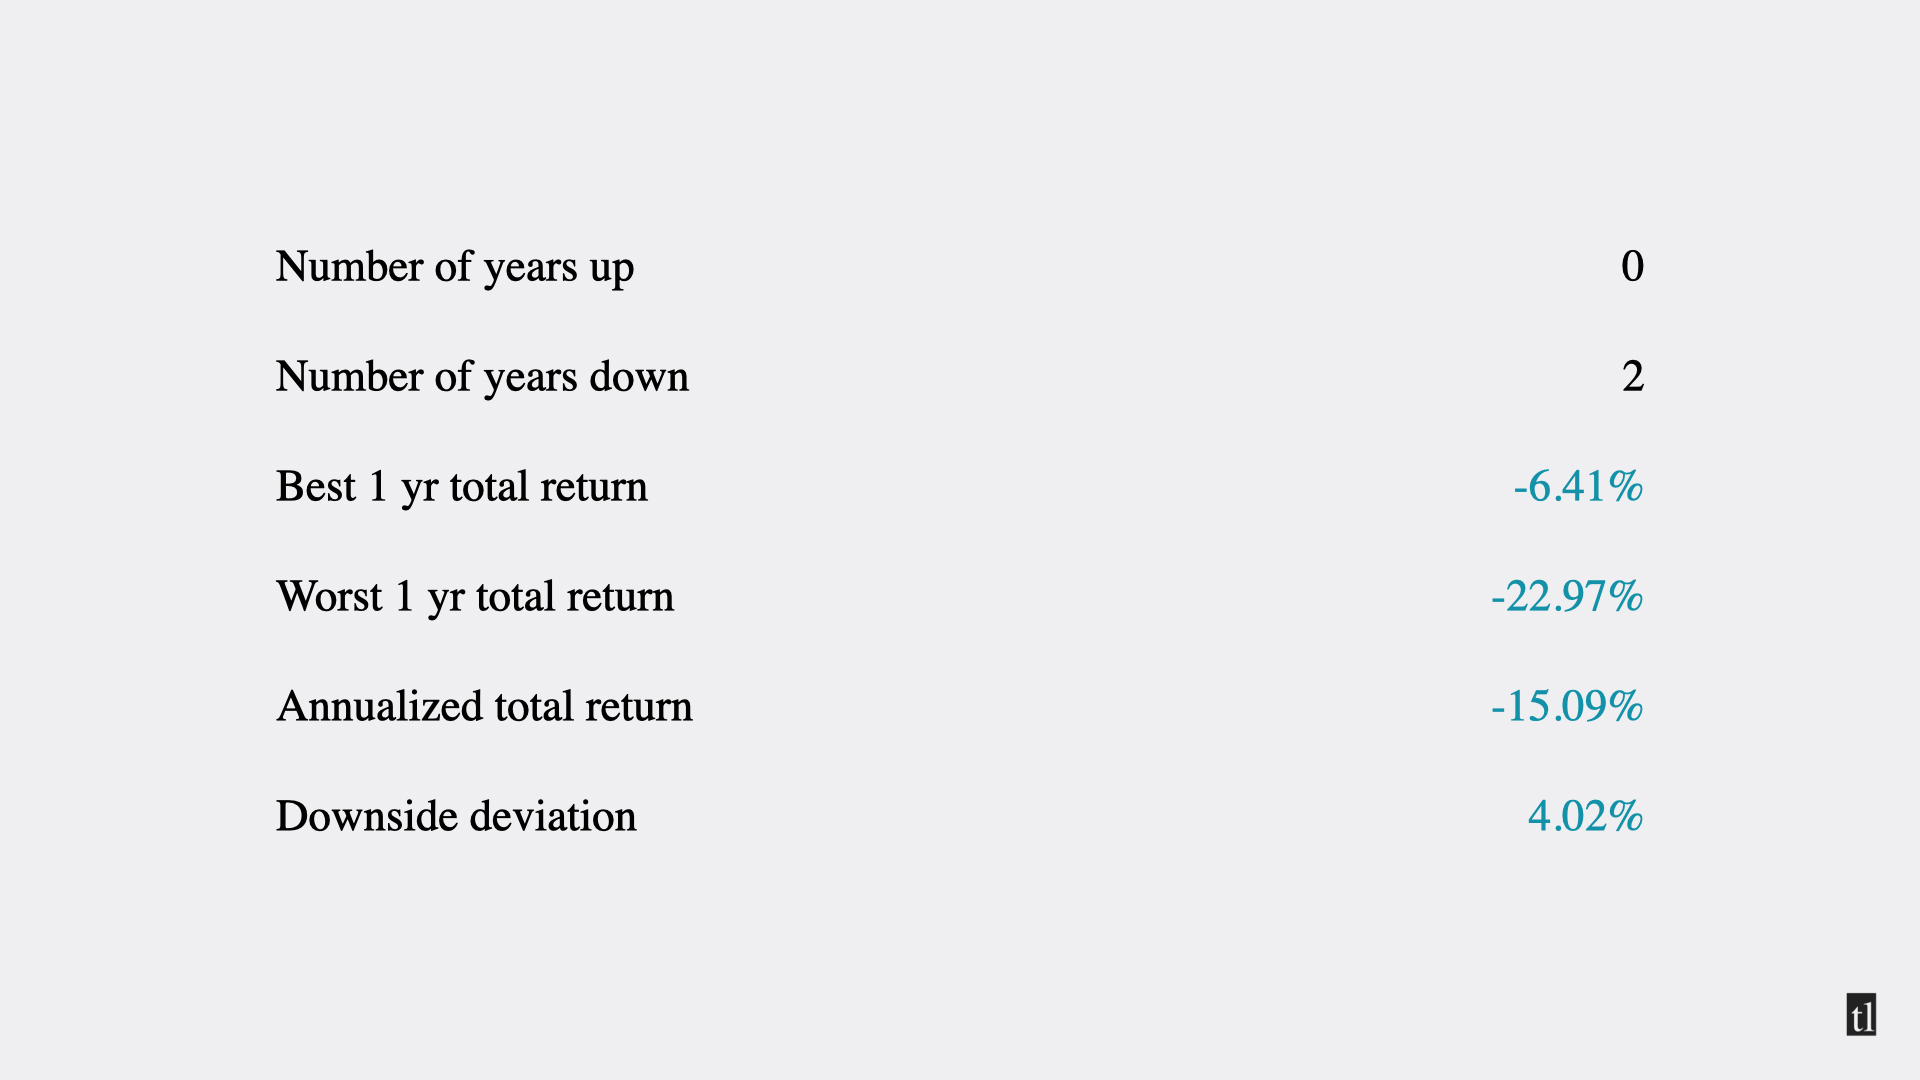 Number of years up 0
Number of years down 2
Best 1 yr total return -6.41%
Worst 1 yr total return -22.97%
Annualized total return -15.09%
Downside deviation 4.02%
tl